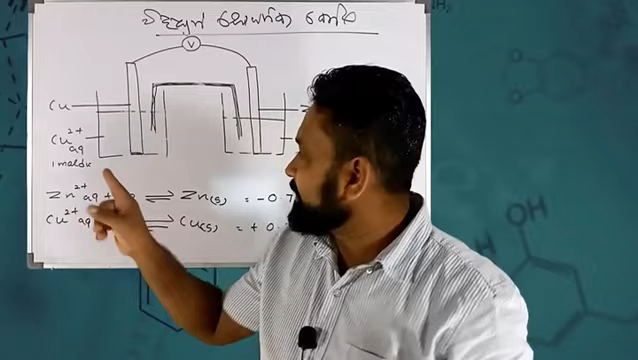 විද්‍යුත් රසායනික කෝෂ
V
Cu
Cu²⁺ aq
1 moldm
Zn²⁺ aq + e ⇌ Zn(s) = -0.7
Cu²⁺ aq ⇌ Cu(s) = +0.